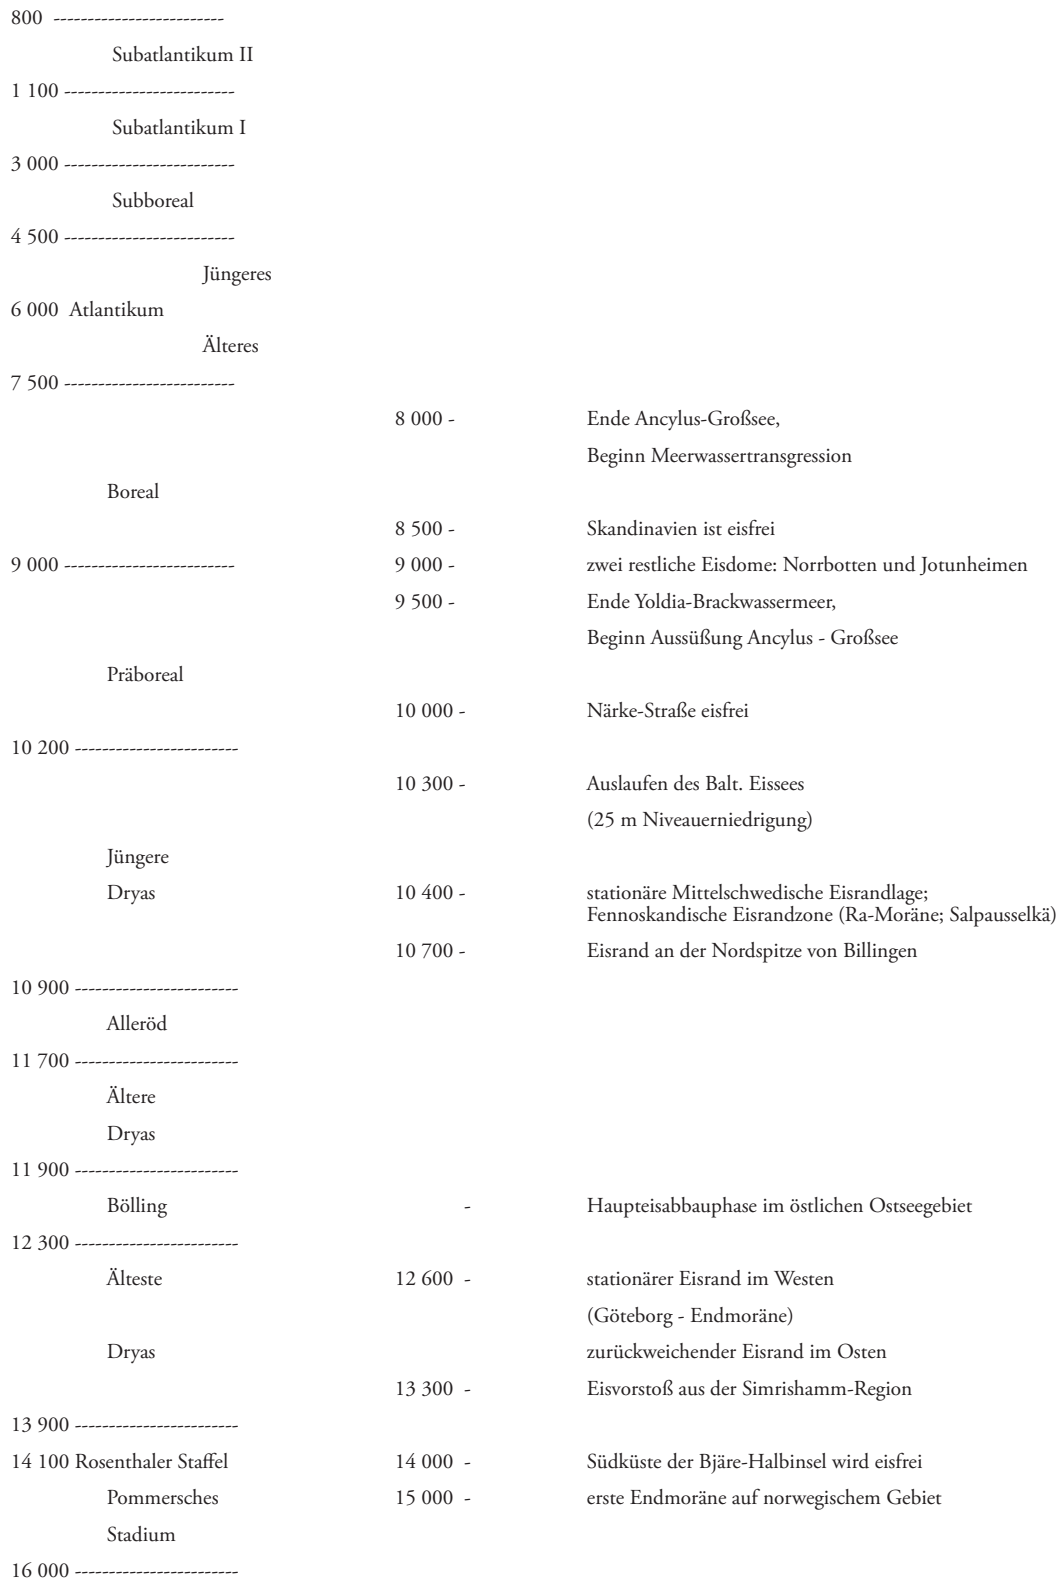 800 -------------------------
Subatlantikum II
1 100 -------------------------
Subatlantikum I
3 000 -------------------------
Subboreal
4 500 -------------------------
Jüngeres
6 000 Atlantikum
Älteres
7 500 -------------------------
8 000 - Ende Ancylus-Großsee,
Beginn Meerwassertransgression
Boreal
8 500 - Skandinavien ist eisfrei
9 000 ------------------------- 9 000 - zwei restliche Eisdome: Norrbotten und Jotunheimen
9 500 - Ende Yoldia-Brackwassermeer,
Beginn Aussüßung Ancylus - Großsee
Präboreal
10 000 - Närke-Straße eisfrei
10 200 ------------------------
10 300 - Auslaufen des Balt. Eissees
(25 m Niveauerniedrigung)
Jüngere
Dryas 10 400 - stationäre Mittelschwedische Eisrandlage;
Fennoskandische Eisrandzone (Ra-Moräne; Salpausselkä)
10 700 - Eisrand an der Nordspitze von Billingen
10 900 ------------------------
Alleröd
11 700 ------------------------
Ältere
Dryas
11 900 ------------------------
Bölling - Haupteisabbauphase im östlichen Ostseegebiet
12 300 ------------------------
Älteste 12 600 - stationärer Eisrand im Westen
(Göteborg - Endmoräne)
Dryas zurückweichender Eisrand im Osten
13 300 - Eisvorstoß aus der Simrishamm-Region
13 900 ------------------------
14 100 Rosenthaler Staffel 14 000 - Südküste der Bjäre-Halbinsel wird eisfrei
Pommersches 15 000 - erste Endmoräne auf norwegischem Gebiet
Stadium
16 000 ------------------------